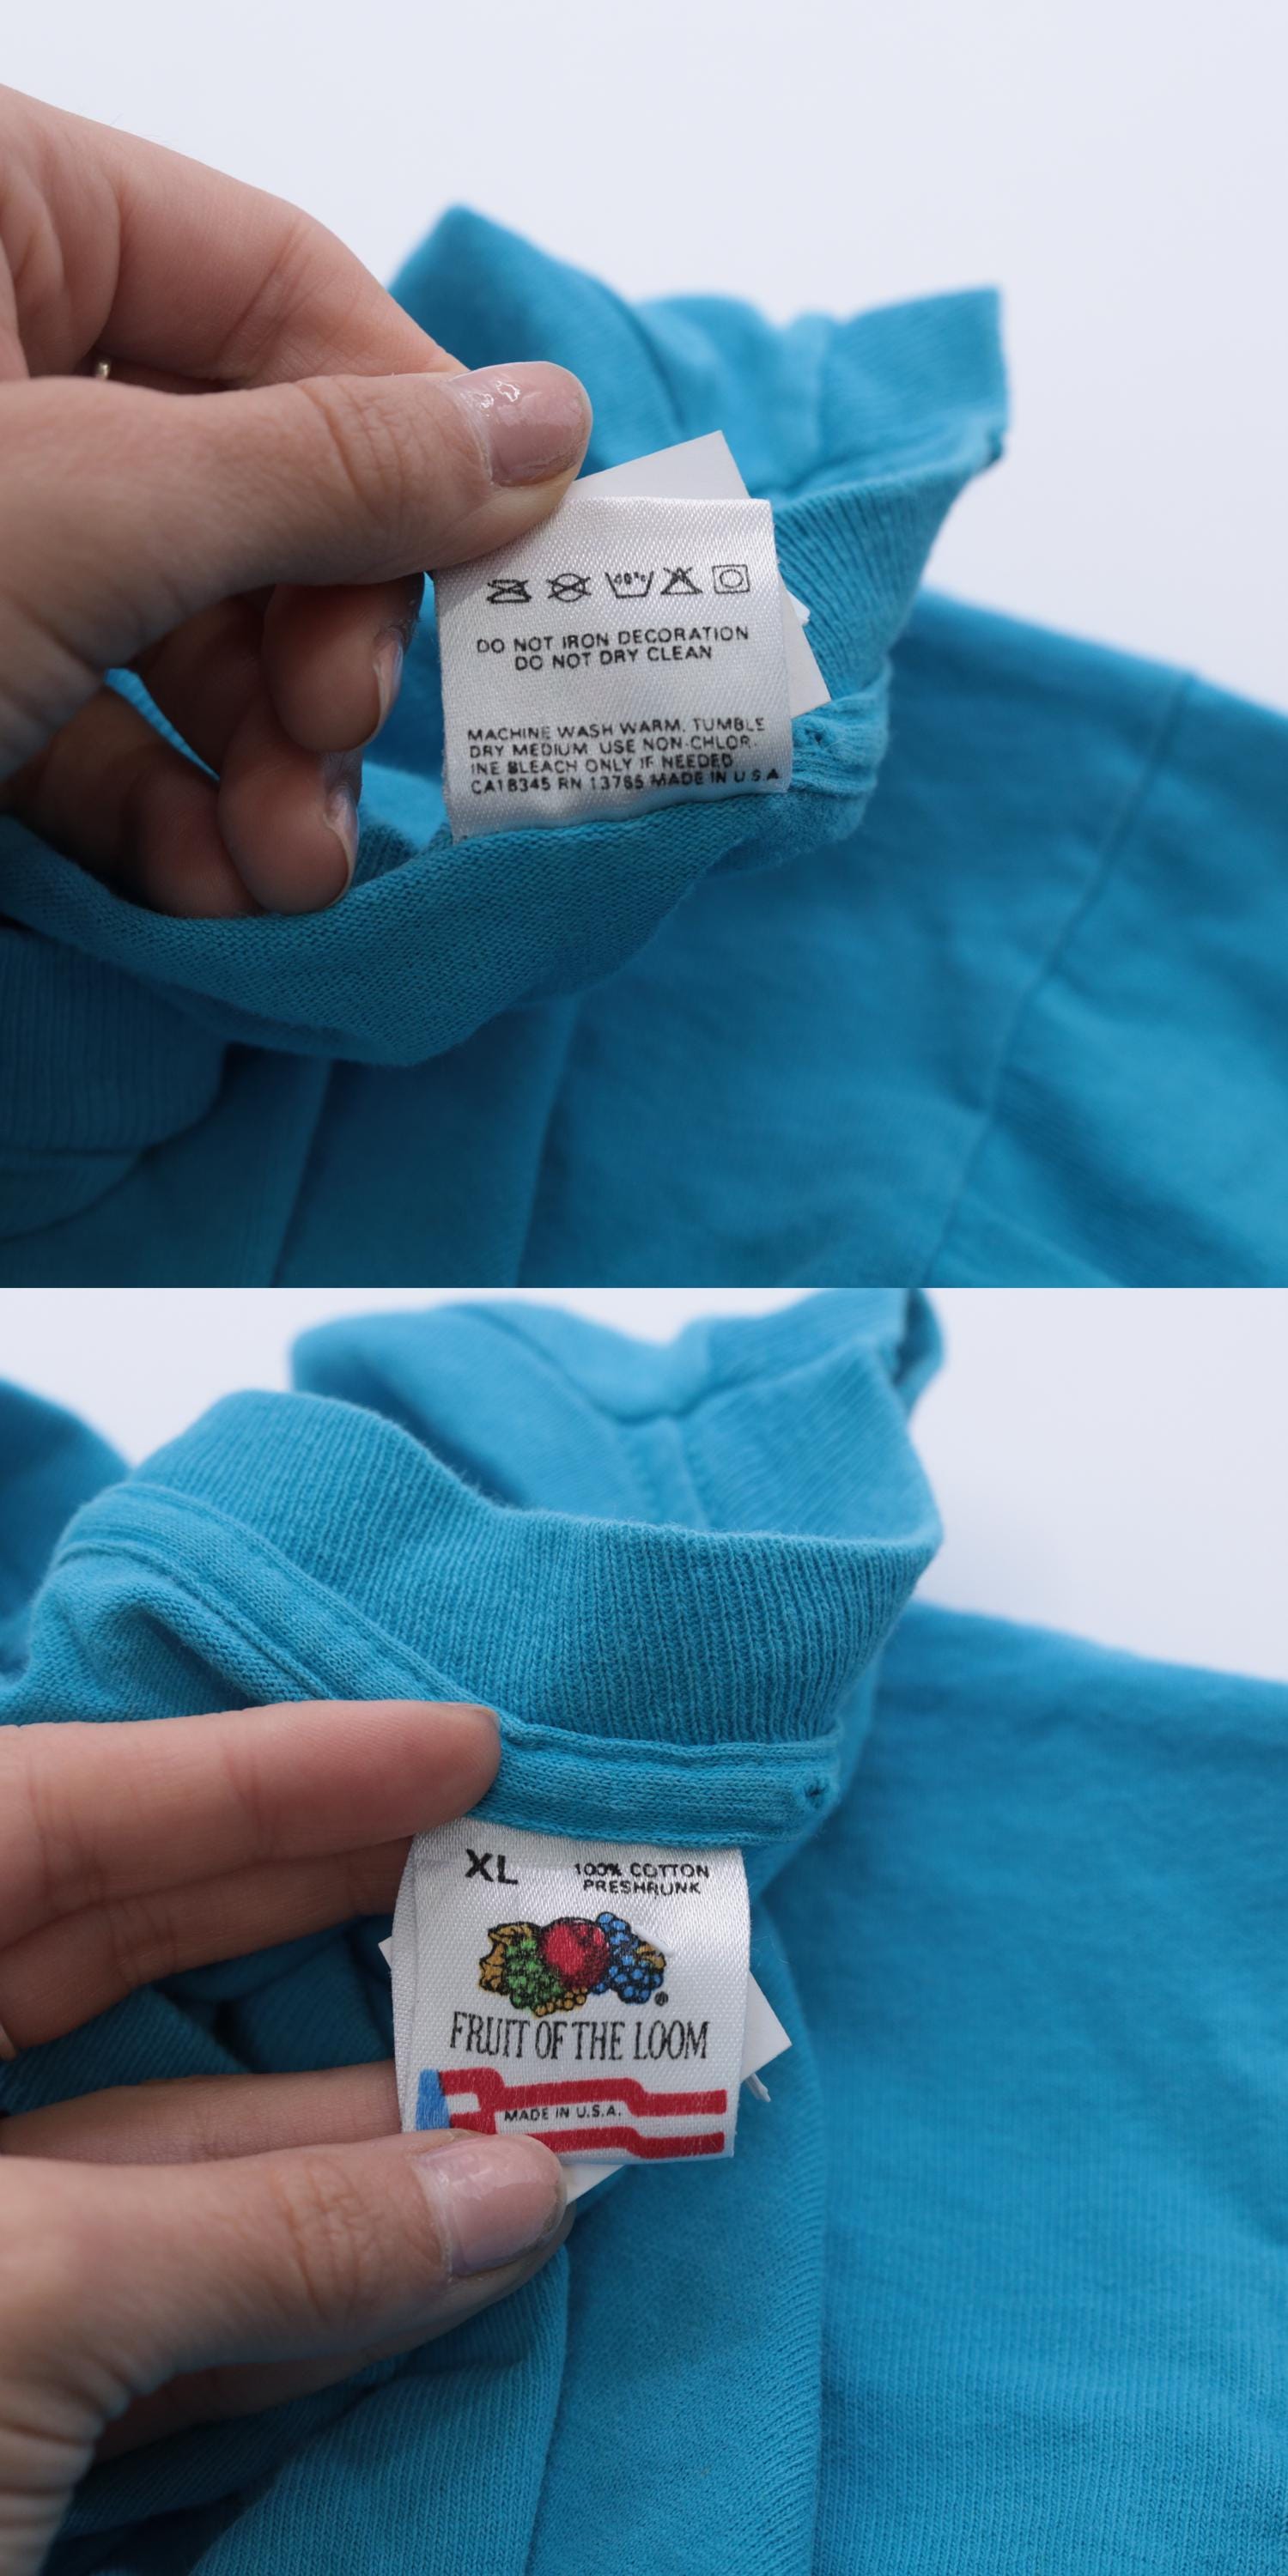 40°c
DO NOT IRON DECORATION
DO NOT DRY CLEAN
MACHINE WASH WARM, TUMBLE
DRY MEDIUM USE NON-CHLOR-
INE BLEACH ONLY IF NEEDED
CA18345 RN 13765 MADE IN U S A
XL
100% COTTON
PRESHRUNK
®
FRUIT OF THE LOOM
MADE IN U.S.A.